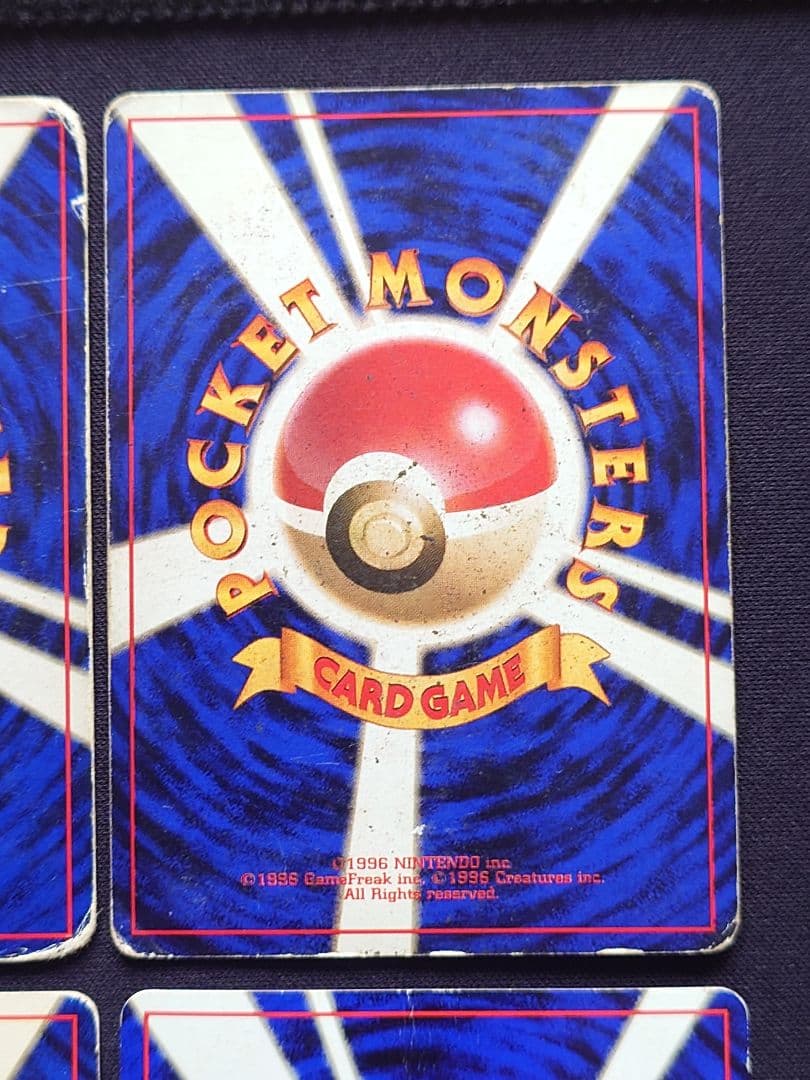 POCKET MONSTERS
CARD GAME
©1996 NINTENDO inc
©1996 GameFreak inc, ©1996 Creatures inc.
All Rights reserved.